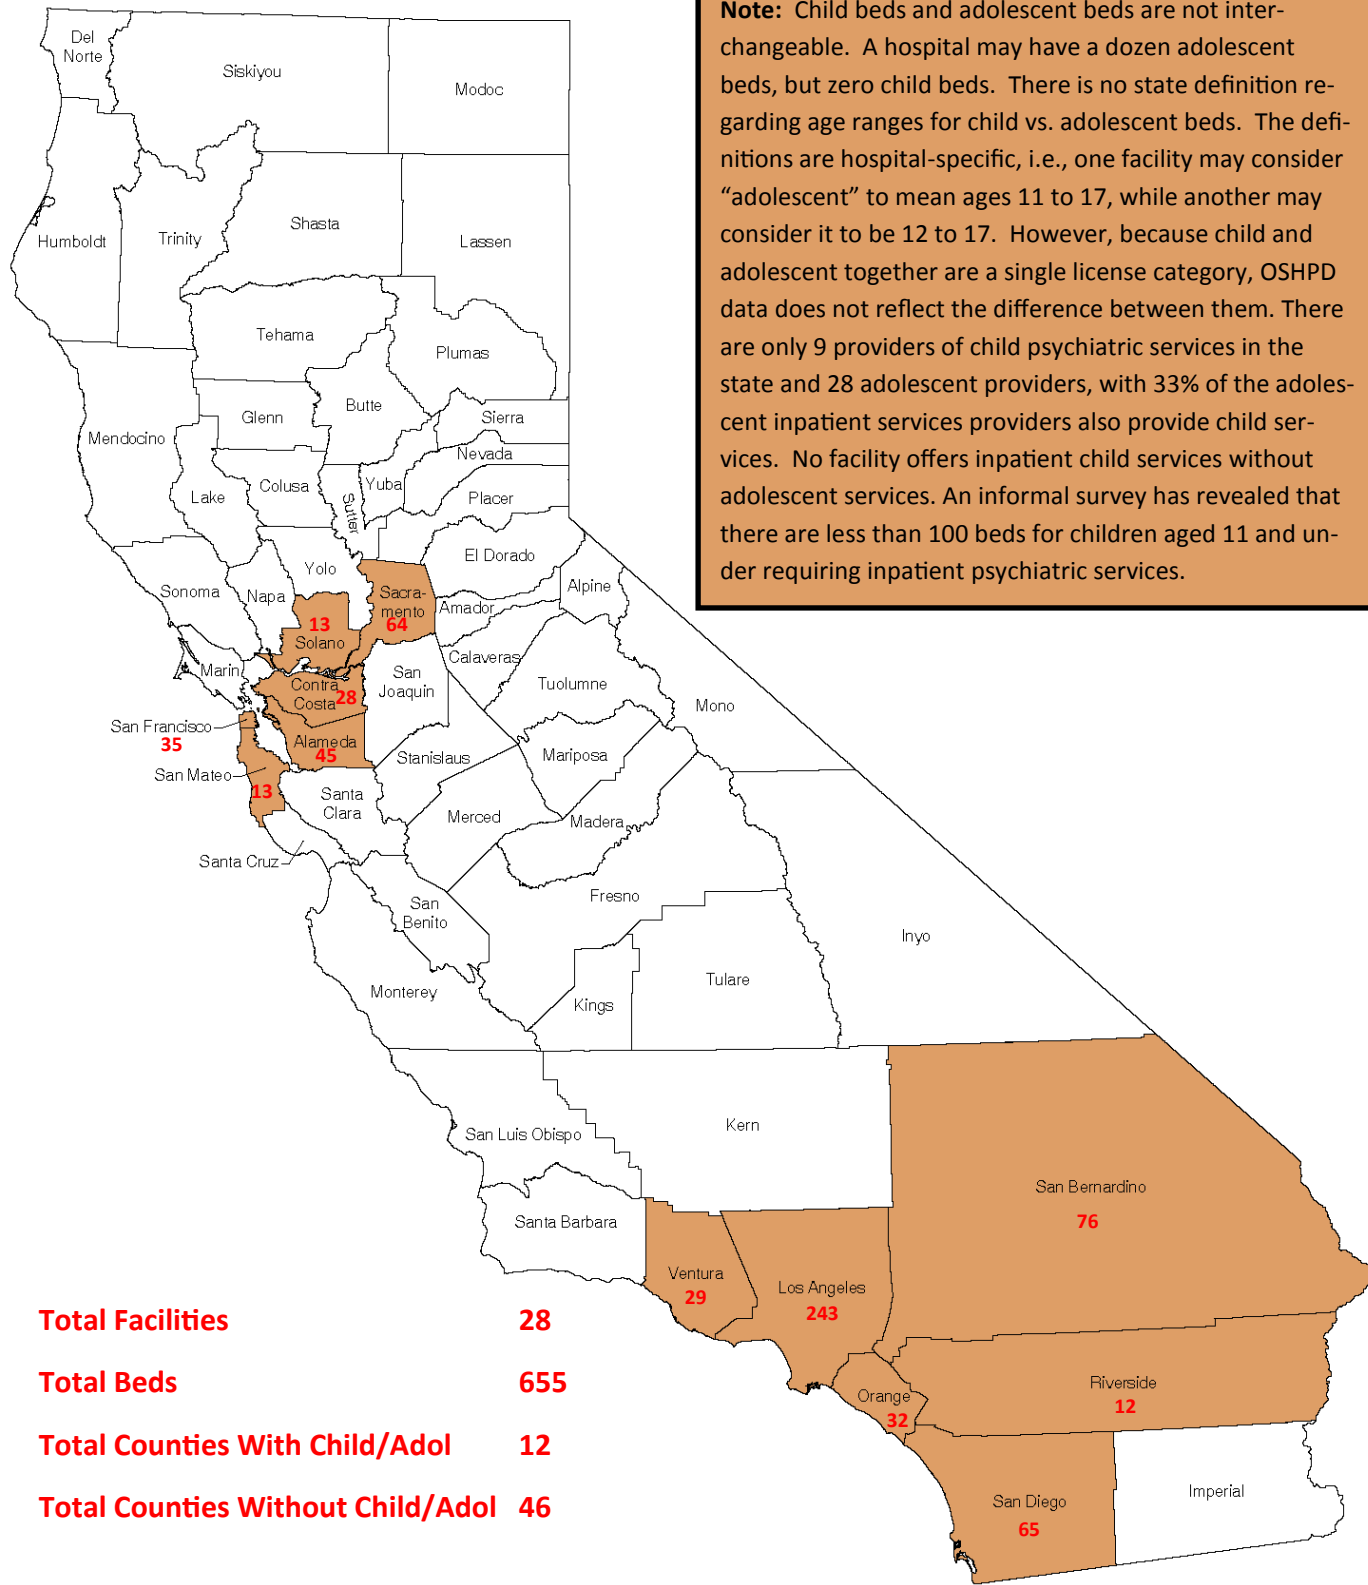 Note: Child beds and adolescent beds are not inter-
changeable. A hospital may have a dozen adolescent
beds, but zero child beds. There is no state definition re-
garding age ranges for child vs. adolescent beds. The defi-
nitions are hospital-specific, i.e., one facility may consider
“adolescent” to mean ages 11 to 17, while another may
consider it to be 12 to 17. However, because child and
adolescent together are a single license category, OSHPD
data does not reflect the difference between them. There
are only 9 providers of child psychiatric services in the
state and 28 adolescent providers, with 33% of the adoles-
cent inpatient services providers also provide child ser-
vices. No facility offers inpatient child services without
adolescent services. An informal survey has revealed that
there are less than 100 beds for children aged 11 and un-
der requiring inpatient psychiatric services.
Del
Norte
Siskiyou
Modoc
Humboldt
Trinity
Shasta
Lassen
Tehama
Plumas
Mendocino
Glenn
Butte
Sierra
Nevada
Lake
Colusa
Sutter
Yuba
Placer
El Dorado
Sonoma
Napa
Yolo
Sacra-
mento
64
Alpine
Amador
13
Solano
Calaveras
Marin
Contra
Costa
28
San
Joaquin
Tuolumne
Mono
San Francisco
35
Alameda
45
Stanislaus
Mariposa
San Mateo
13
Santa
Clara
Merced
Madera
Santa Cruz
San
Benito
Fresno
Inyo
Monterey
Kings
Tulare
San Luis Obispo
Kern
San Bernardino
76
Santa Barbara
Ventura
29
Los Angeles
243
Orange
32
Riverside
12
San Diego
65
Imperial
Total Facilities 28
Total Beds 655
Total Counties With Child/Adol 12
Total Counties Without Child/Adol 46